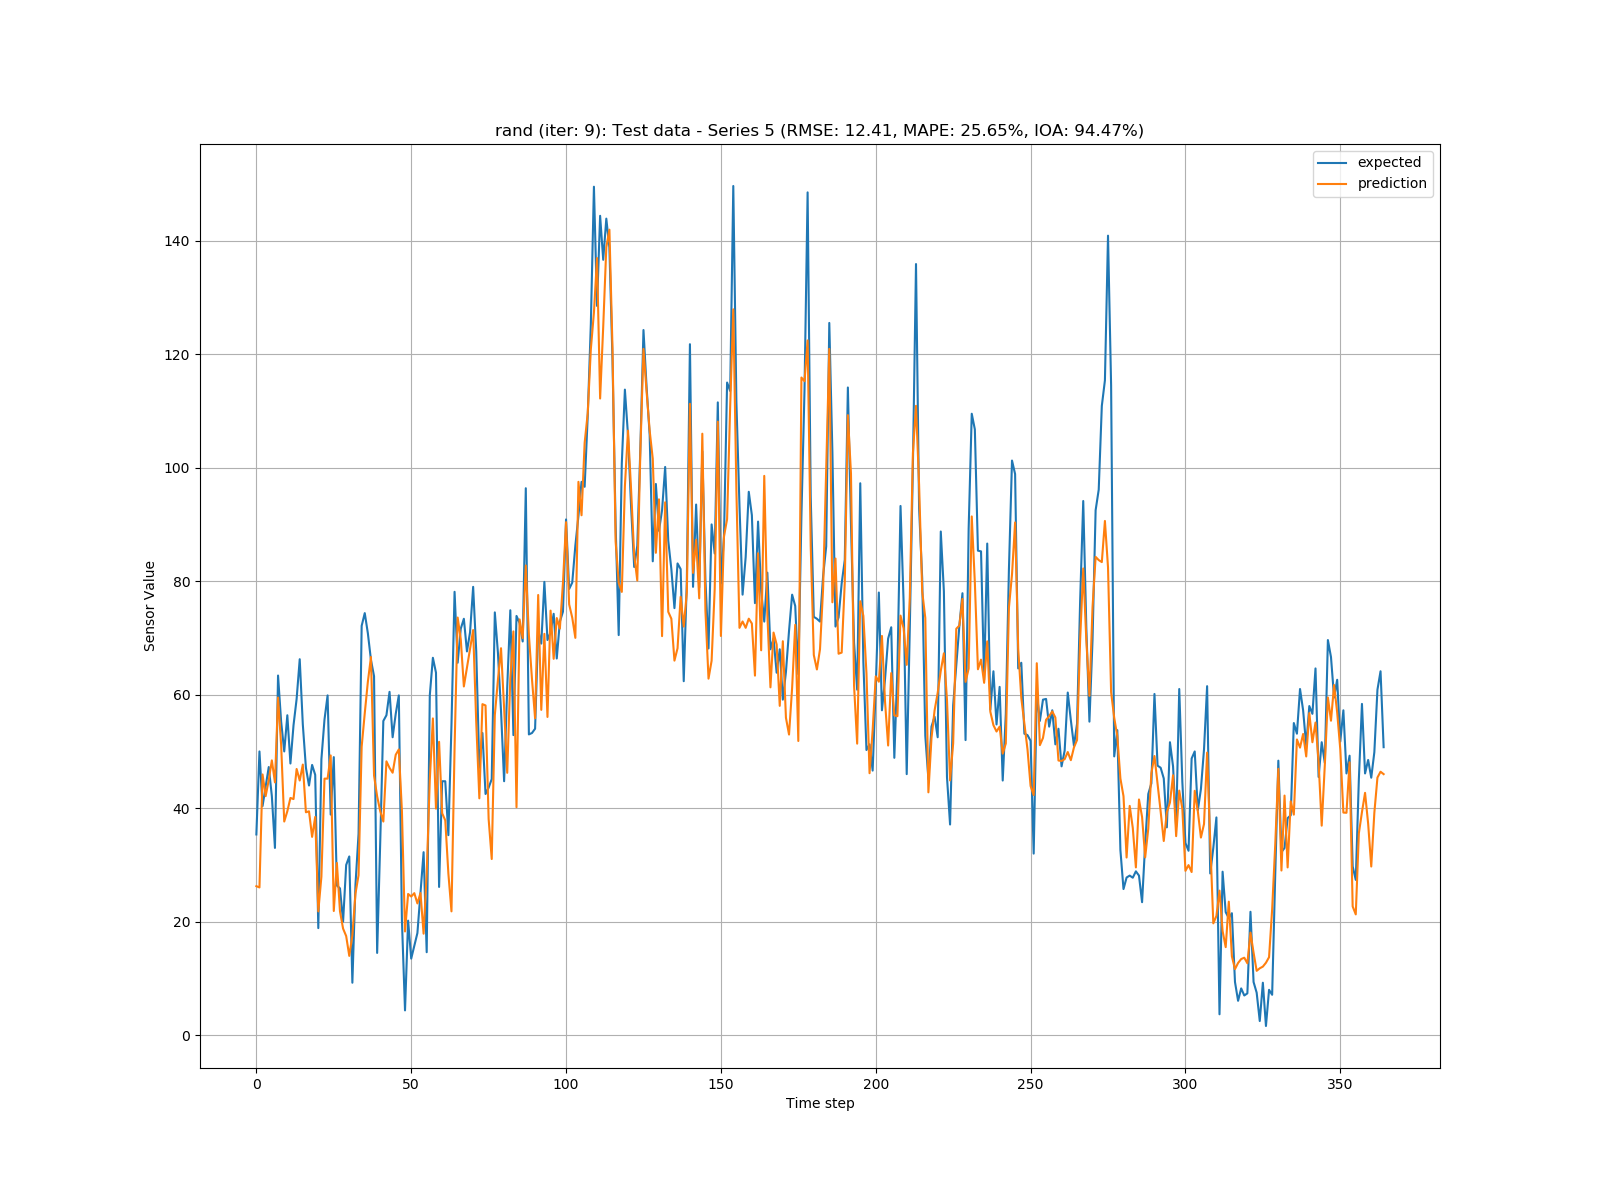 rand (iter: 9): Test data - Series 5 (RMSE: 12.41, MAPE: 25.65%, IOA: 94.47%)
expected
prediction
140
120
100
80
60
40
20
0
Sensor Value
0 50 100 150 200 250 300 350
Time step